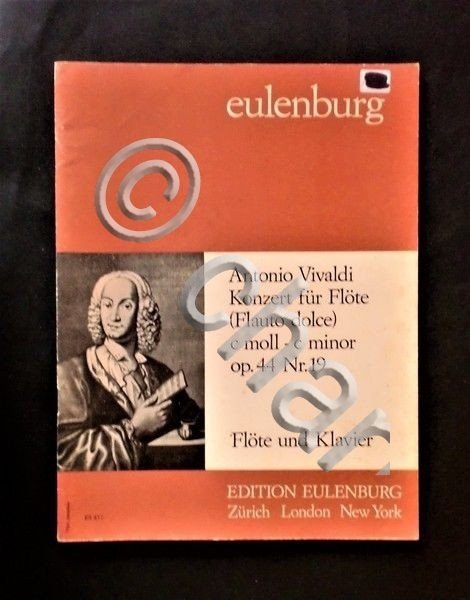 eulenburg
Antonio Vivaldi
Konzert für Flöte
(Flauto dolce)
c moll - c minor
op. 44 Nr. 19
Flöte und Klavier
EDITION EULENBURG
Zürich London New York
© char